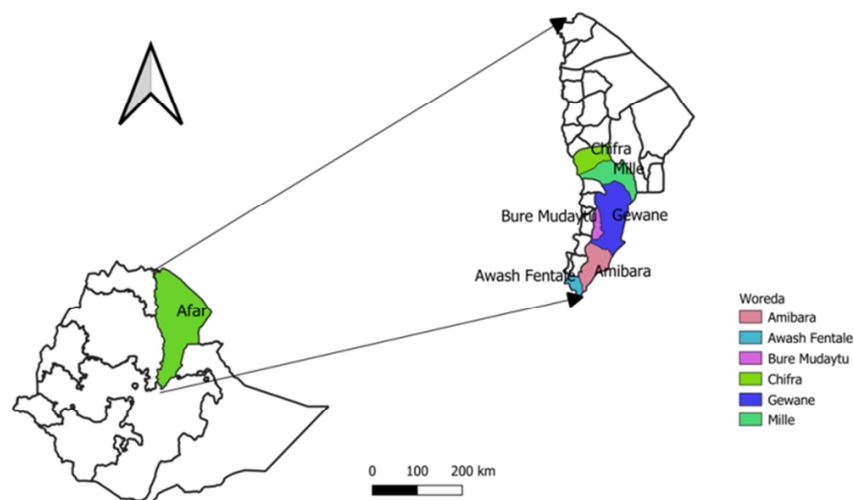 Chifra
Mille
Bure Mudaytu
Gewane
Awash Fentale
Amibara
Afar
Woreda
Amibara
Awash Fentale
Bure Mudaytu
Chifra
Gewane
Mille
0 100 200 km